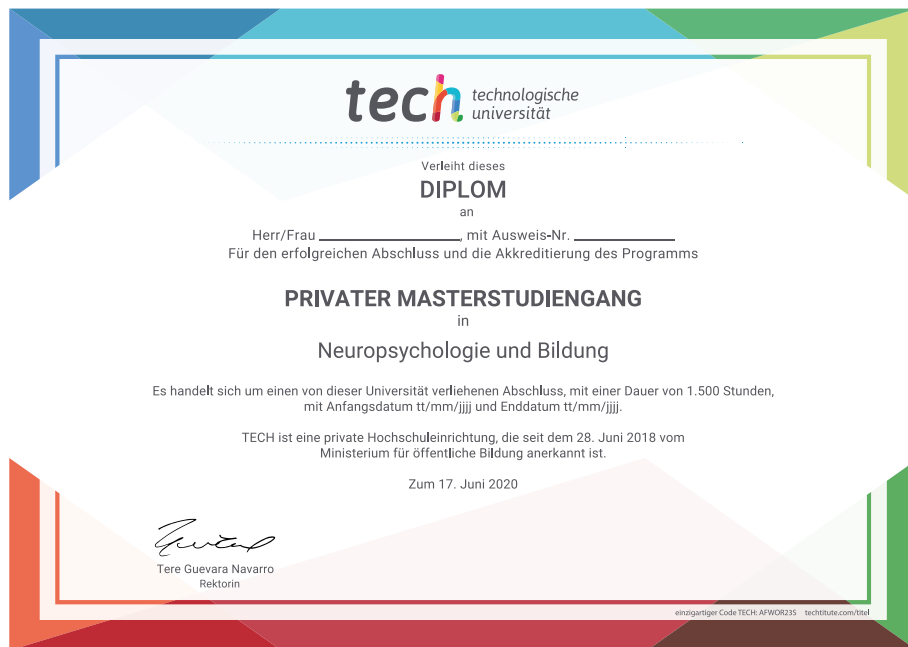 tech technologische
universität
Verleiht dieses
DIPLOM
an
Herr/Frau ____________, mit Ausweis-Nr. ____________
Für den erfolgreichen Abschluss und die Akkreditierung des Programms
PRIVATER MASTERSTUDIENGANG
in
Neuropsychologie und Bildung
Es handelt sich um einen von dieser Universität verliehenen Abschluss, mit einer Dauer von 1.500 Stunden,
mit Anfangsdatum tt/mm/jjjj und Enddatum tt/mm/jjjj.
TECH ist eine private Hochschuleinrichtung, die seit dem 28. Juni 2018 vom
Ministerium für öffentliche Bildung anerkannt ist.
Zum 17. Juni 2020
Tere Guevara Navarro
Rektorin
einzigartiger Code TECH: AFWOR23S techtitute.com/titel